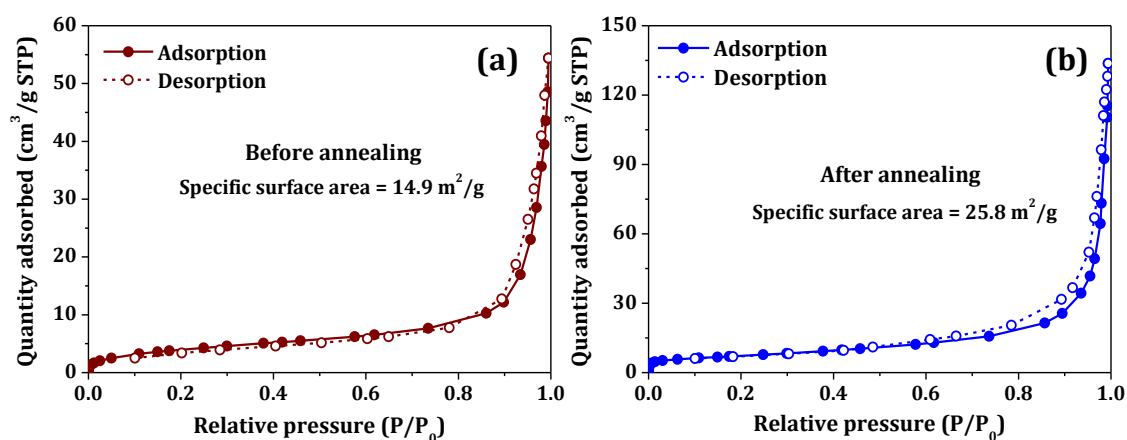 (a)
Adsorption
Desorption
Before annealing
Specific surface area = 14.9 m²/g
Quantity adsorbed (cm³/g STP)
60
50
40
30
20
10
0
0.0 0.2 0.4 0.6 0.8 1.0
Relative pressure (P/P₀)
(b)
Adsorption
Desorption
After annealing
Specific surface area = 25.8 m²/g
Quantity adsorbed (cm³/g STP)
150
120
90
60
30
0
0.0 0.2 0.4 0.6 0.8 1.0
Relative pressure (P/P₀)